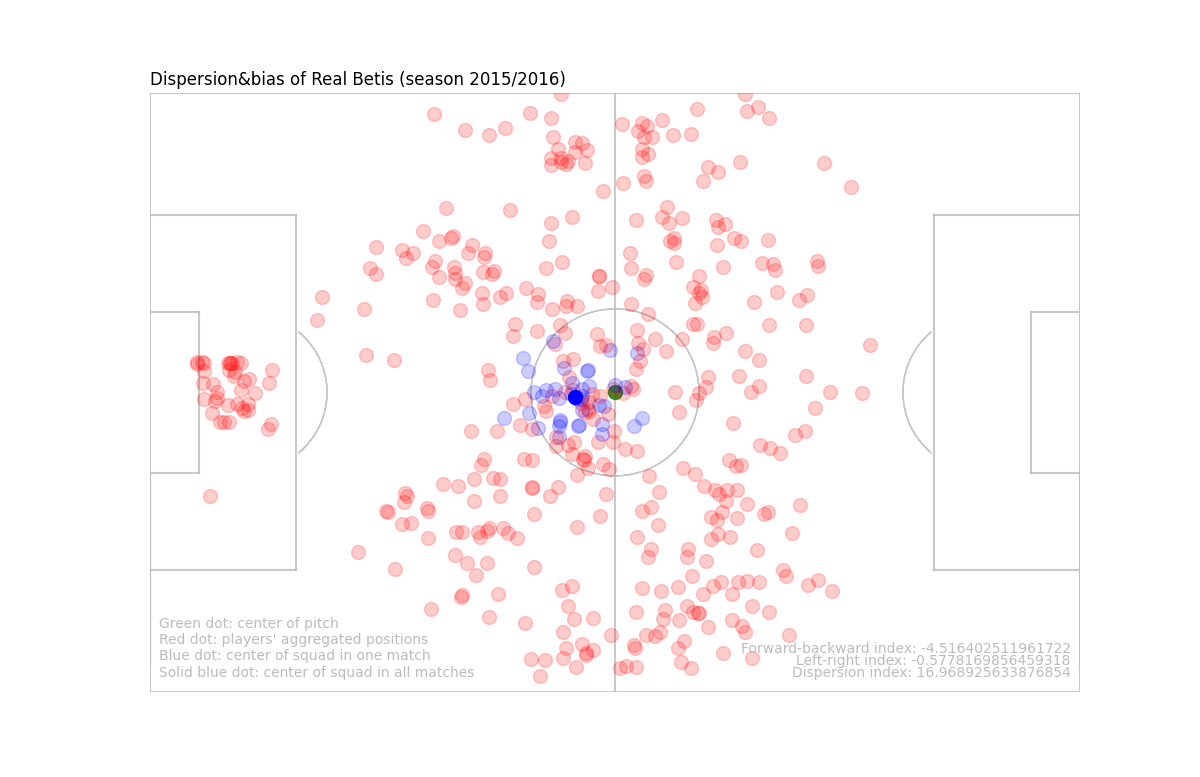 Dispersion&bias of Real Betis (season 2015/2016)
Green dot: center of pitch
Red dot: players' aggregated positions
Blue dot: center of squad in one match
Solid blue dot: center of squad in all matches
Forward-backward index: -4.516402511961722
Left-right index: -0.5778169856459318
Dispersion index: 16.968925633876854